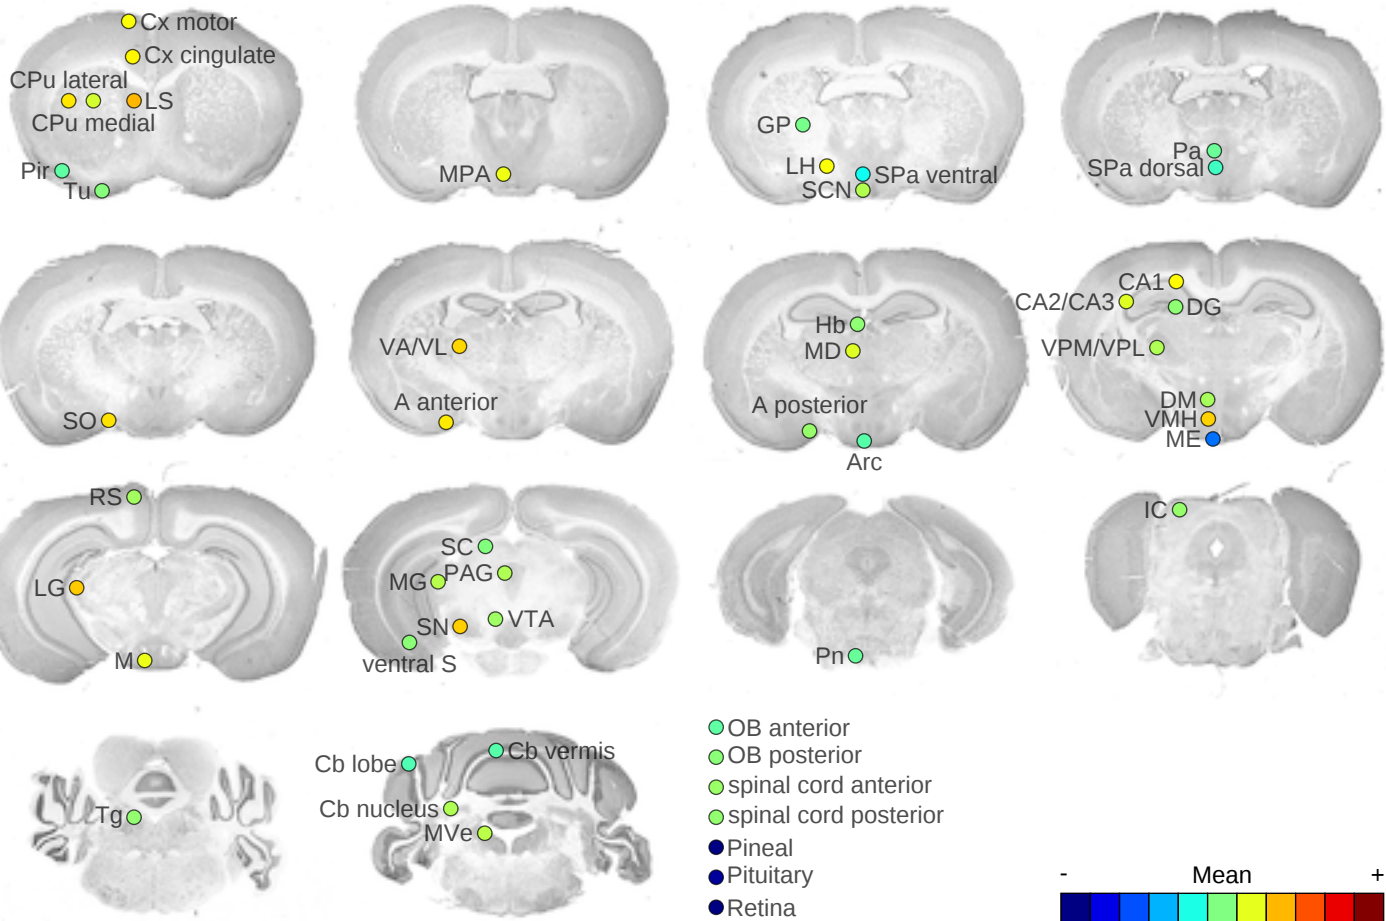 Cx motor
Cx cingulate
CPu lateral
LS
CPu medial
Pir
Tu
MPA
GP
LH
SPa ventral
SCN
Pa
SPa dorsal
SO
VA/VL
A anterior
Hb
MD
A posterior
Arc
CA1
CA2/CA3
DG
VPM/VPL
DM
VMH
ME
RS
LG
M
SC
MG
PAG
SN
VTA
ventral S
Pn
IC
Tg
Cb lobe
Cb vermis
Cb nucleus
MVe
OB anterior
OB posterior
spinal cord anterior
spinal cord posterior
Pineal
Pituitary
Retina
- Mean +